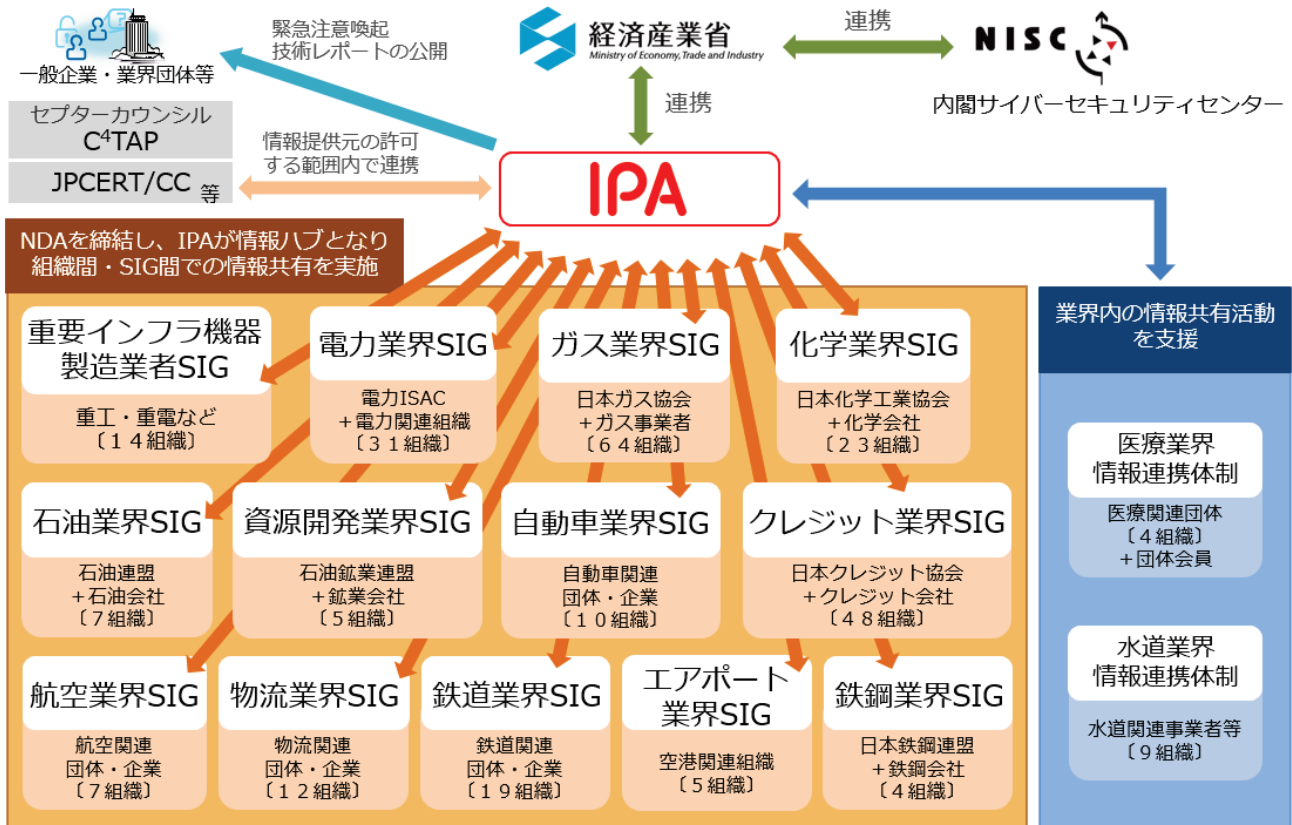 緊急注意喚起
技術レポートの公開
一般企業・業界団体等
経済産業省
Ministry of Economy, Trade and Industry
連携
NISC
内閣サイバーセキュリティセンター
連携
セプターカウンシル
C⁴TAP
JPCERT/CC 等
情報提供元の許可
する範囲内で連携
IPA
NDAを締結し、IPAが情報ハブとなり
組織間・SIG間での情報共有を実施
重要インフラ機器
製造業者SIG
重工・重電など
〔14組織〕
電力業界SIG
電力ISAC
＋電力関連組織
〔31組織〕
ガス業界SIG
日本ガス協会
＋ガス事業者
〔64組織〕
化学業界SIG
日本化学工業協会
＋化学会社
〔23組織〕
石油業界SIG
石油連盟
＋石油会社
〔7組織〕
資源開発業界SIG
石油鉱業連盟
＋鉱業会社
〔5組織〕
自動車業界SIG
自動車関連
団体・企業
〔10組織〕
クレジット業界SIG
日本クレジット協会
＋クレジット会社
〔48組織〕
航空業界SIG
航空関連
団体・企業
〔7組織〕
物流業界SIG
物流関連
団体・企業
〔12組織〕
鉄道業界SIG
鉄道関連
団体・企業
〔19組織〕
エアポート
業界SIG
空港関連組織
〔5組織〕
鉄鋼業界SIG
日本鉄鋼連盟
＋鉄鋼会社
〔4組織〕
業界内の情報共有活動
を支援
医療業界
情報連携体制
医療関連団体
〔4組織〕
＋団体会員
水道業界
情報連携体制
水道関連事業者等
〔9組織〕